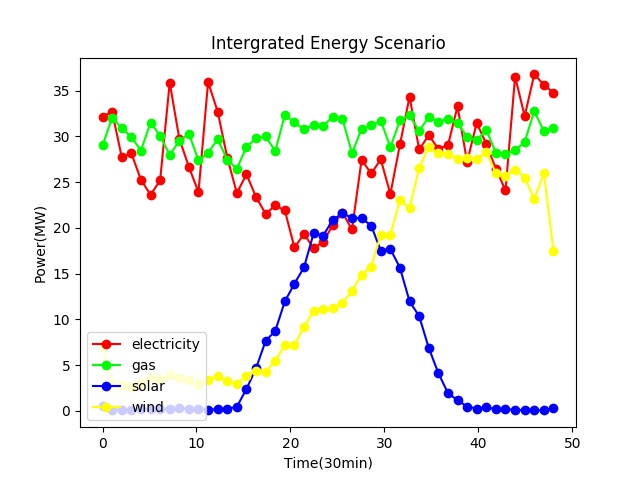 Intergrated Energy Scenario
Power(MW)
35
30
25
20
15
10
5
0
electricity
gas
solar
wind
0 10 20 30 40 50
Time(30min)